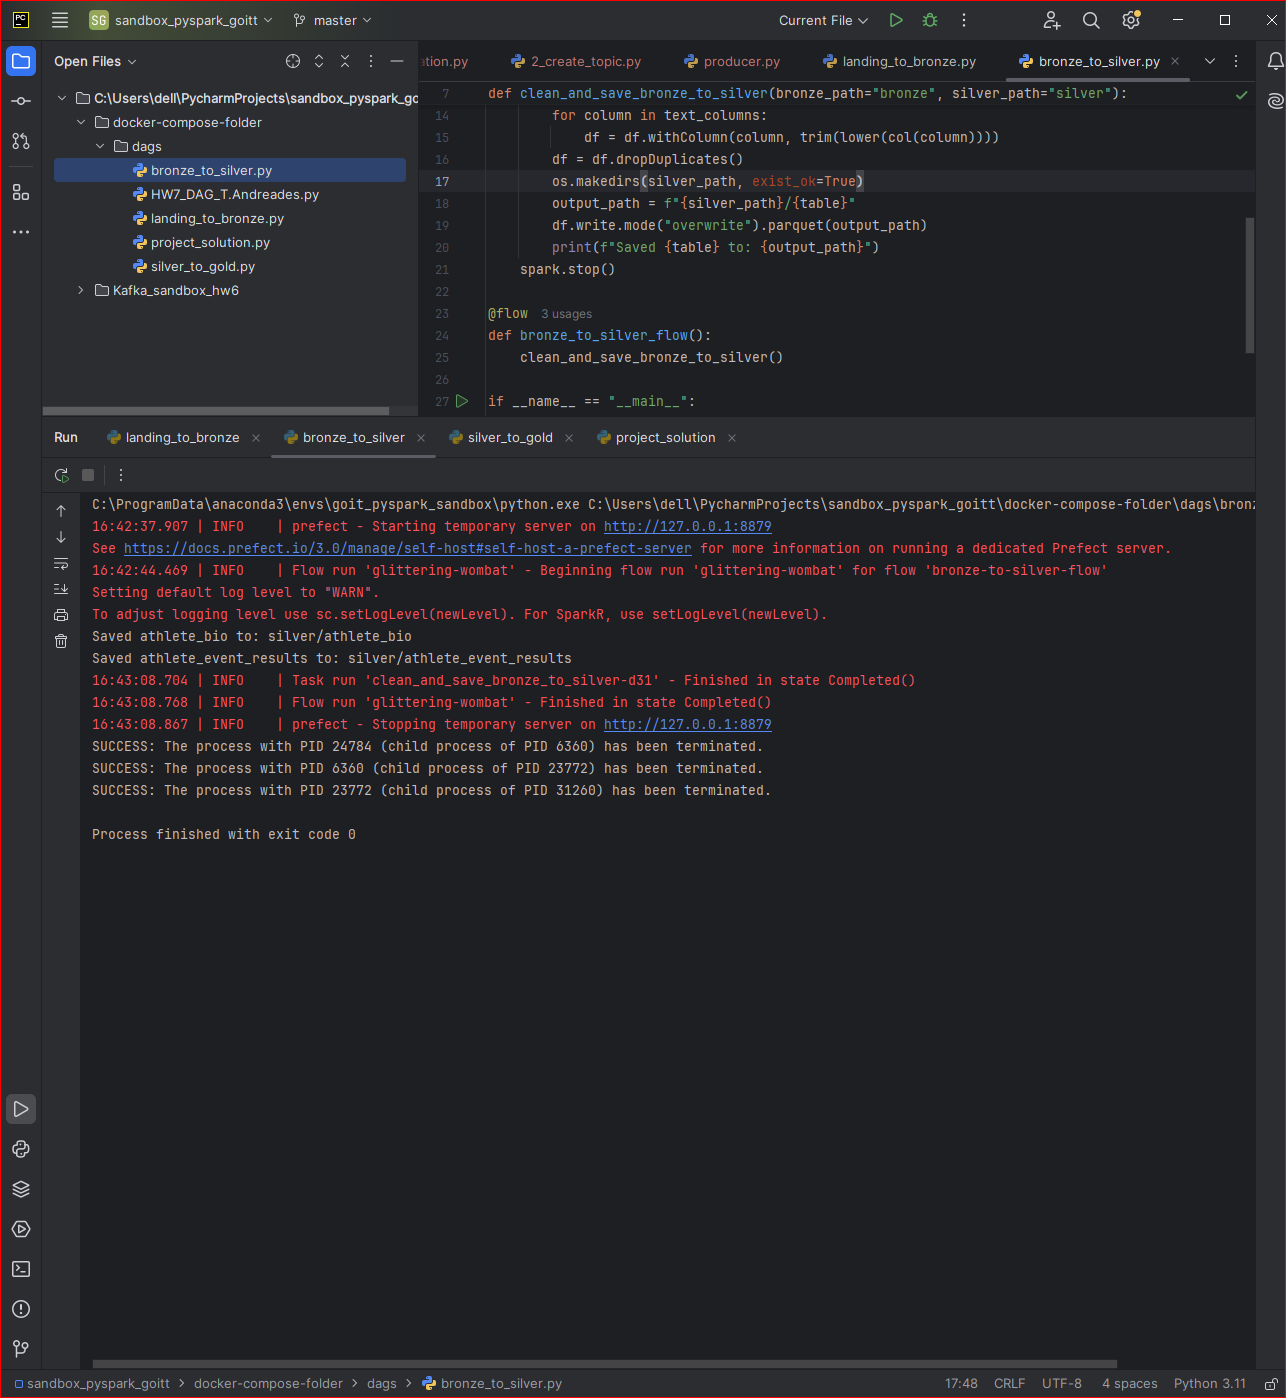 PC
SG sandbox_pyspark_goitt master Current File
Open Files
ation.py 2_create_topic.py producer.py landing_to_bronze.py bronze_to_silver.py
C:\Users\dell\PycharmProjects\sandbox_pyspark_go
docker-compose-folder
dags
bronze_to_silver.py
HW7_DAG_T.Andreades.py
landing_to_bronze.py
project_solution.py
silver_to_gold.py
Kafka_sandbox_hw6
7 def clean_and_save_bronze_to_silver(bronze_path="bronze", silver_path="silver"):
14 for column in text_columns:
15 df = df.withColumn(column, trim(lower(col(column))))
16 df = df.dropDuplicates()
17 os.makedirs(silver_path, exist_ok=True)
18 output_path = f"{silver_path}/{table}"
19 df.write.mode("overwrite").parquet(output_path)
20 print(f"Saved {table} to: {output_path}")
21 spark.stop()
22
23 @flow 3 usages
24 def bronze_to_silver_flow():
25 clean_and_save_bronze_to_silver()
26
27 if __name__ == "__main__":
Run landing_to_bronze bronze_to_silver silver_to_gold project_solution
C:\ProgramData\anaconda3\envs\goit_pyspark_sandbox\python.exe C:\Users\dell\PycharmProjects\sandbox_pyspark_goitt\docker-compose-folder\dags\bronz
16:42:37.907 | INFO    | prefect - Starting temporary server on http://127.0.0.1:8879
See https://docs.prefect.io/3.0/manage/self-host#self-host-a-prefect-server for more information on running a dedicated Prefect server.
16:42:44.469 | INFO    | Flow run 'glittering-wombat' - Beginning flow run 'glittering-wombat' for flow 'bronze-to-silver-flow'
Setting default log level to "WARN".
To adjust logging level use sc.setLogLevel(newLevel). For SparkR, use setLogLevel(newLevel).
Saved athlete_bio to: silver/athlete_bio
Saved athlete_event_results to: silver/athlete_event_results
16:43:08.704 | INFO    | Task run 'clean_and_save_bronze_to_silver-d31' - Finished in state Completed()
16:43:08.768 | INFO    | Flow run 'glittering-wombat' - Finished in state Completed()
16:43:08.867 | INFO    | prefect - Stopping temporary server on http://127.0.0.1:8879
SUCCESS: The process with PID 24784 (child process of PID 6360) has been terminated.
SUCCESS: The process with PID 6360 (child process of PID 23772) has been terminated.
SUCCESS: The process with PID 23772 (child process of PID 31260) has been terminated.
Process finished with exit code 0
sandbox_pyspark_goitt > docker-compose-folder > dags > bronze_to_silver.py 17:48 CRLF UTF-8 4 spaces Python 3.11